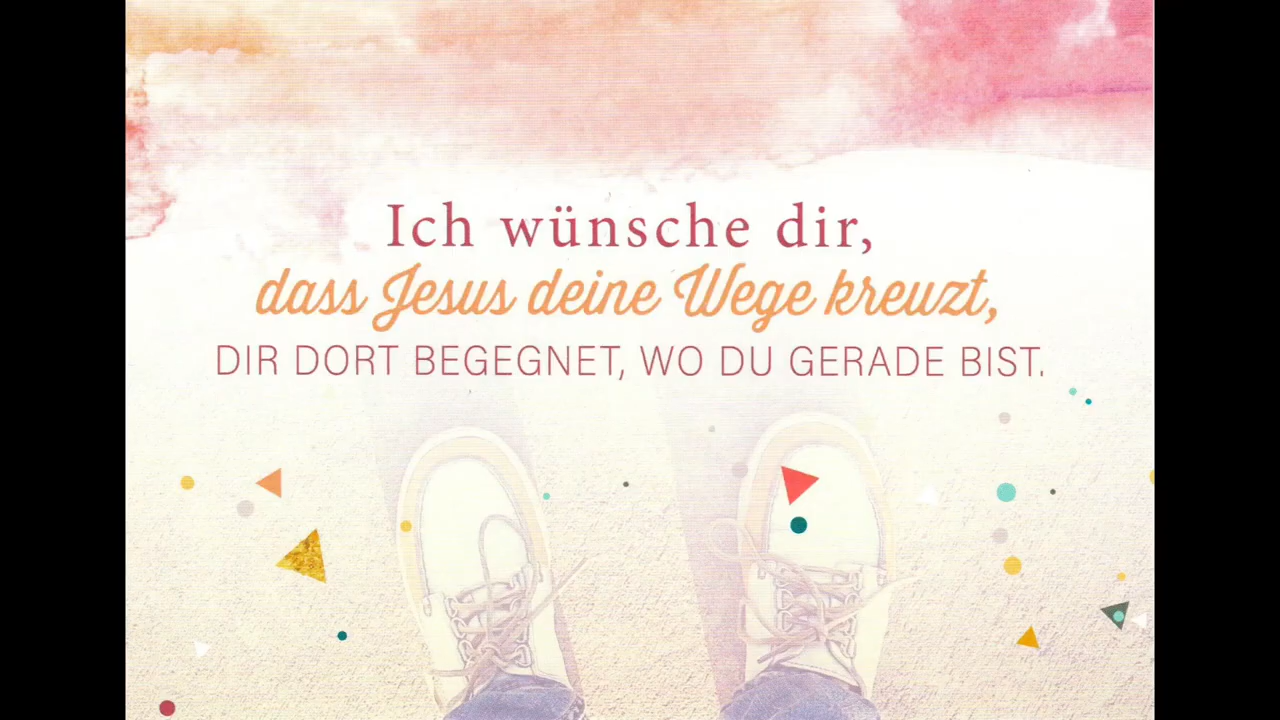 Ich wünsche dir,
dass Jesus deine Wege kreuzt,
DIR DORT BEGEGNET, WO DU GERADE BIST.